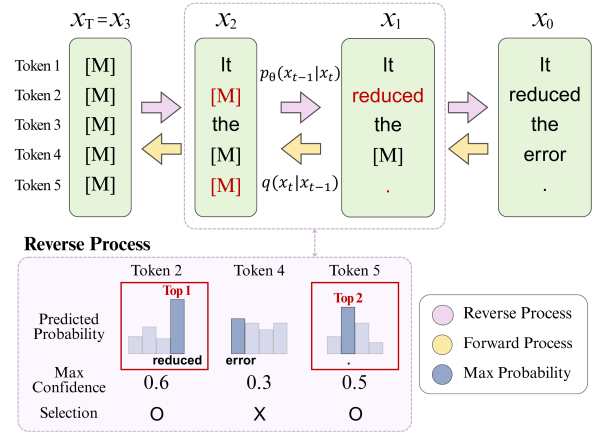 x_T = x_3 x_2 x_1 x_0
Token 1 [M] It It It
Token 2 [M] [M] reduced reduced
Token 3 [M] the the the
Token 4 [M] [M] [M] error
Token 5 [M] [M] . .
p_θ(x_{t-1}|x_t)
q(x_t|x_{t-1})
Reverse Process
Token 2 Token 4 Token 5
Predicted Probability
Top 1 Top 2
reduced error .
Max Confidence 0.6 0.3 0.5
Selection O X O
Reverse Process
Forward Process
Max Probability